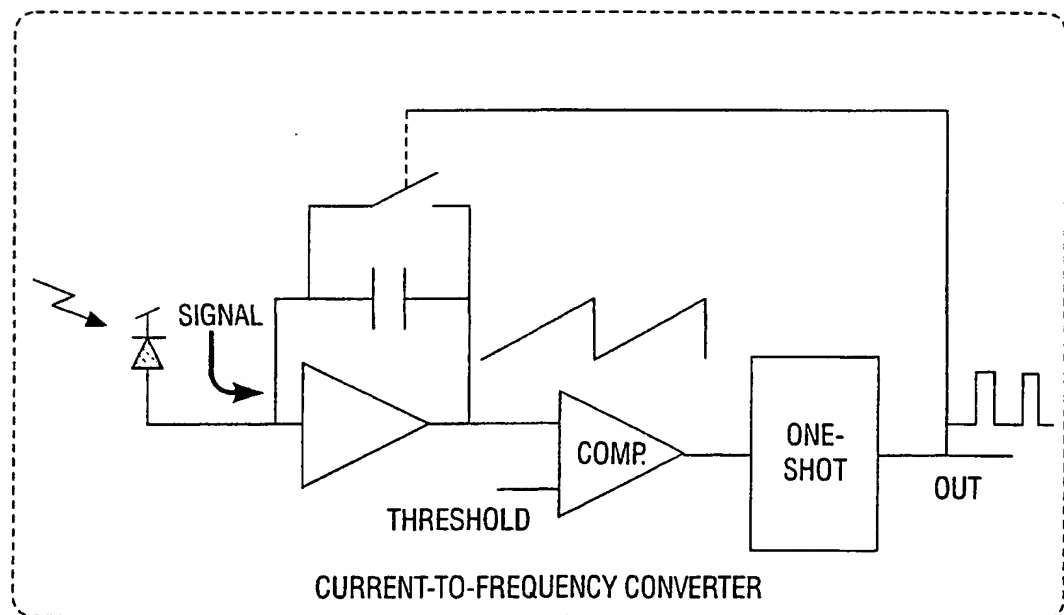 SIGNAL
COMP.
THRESHOLD
ONE-
SHOT
OUT
CURRENT-TO-FREQUENCY CONVERTER